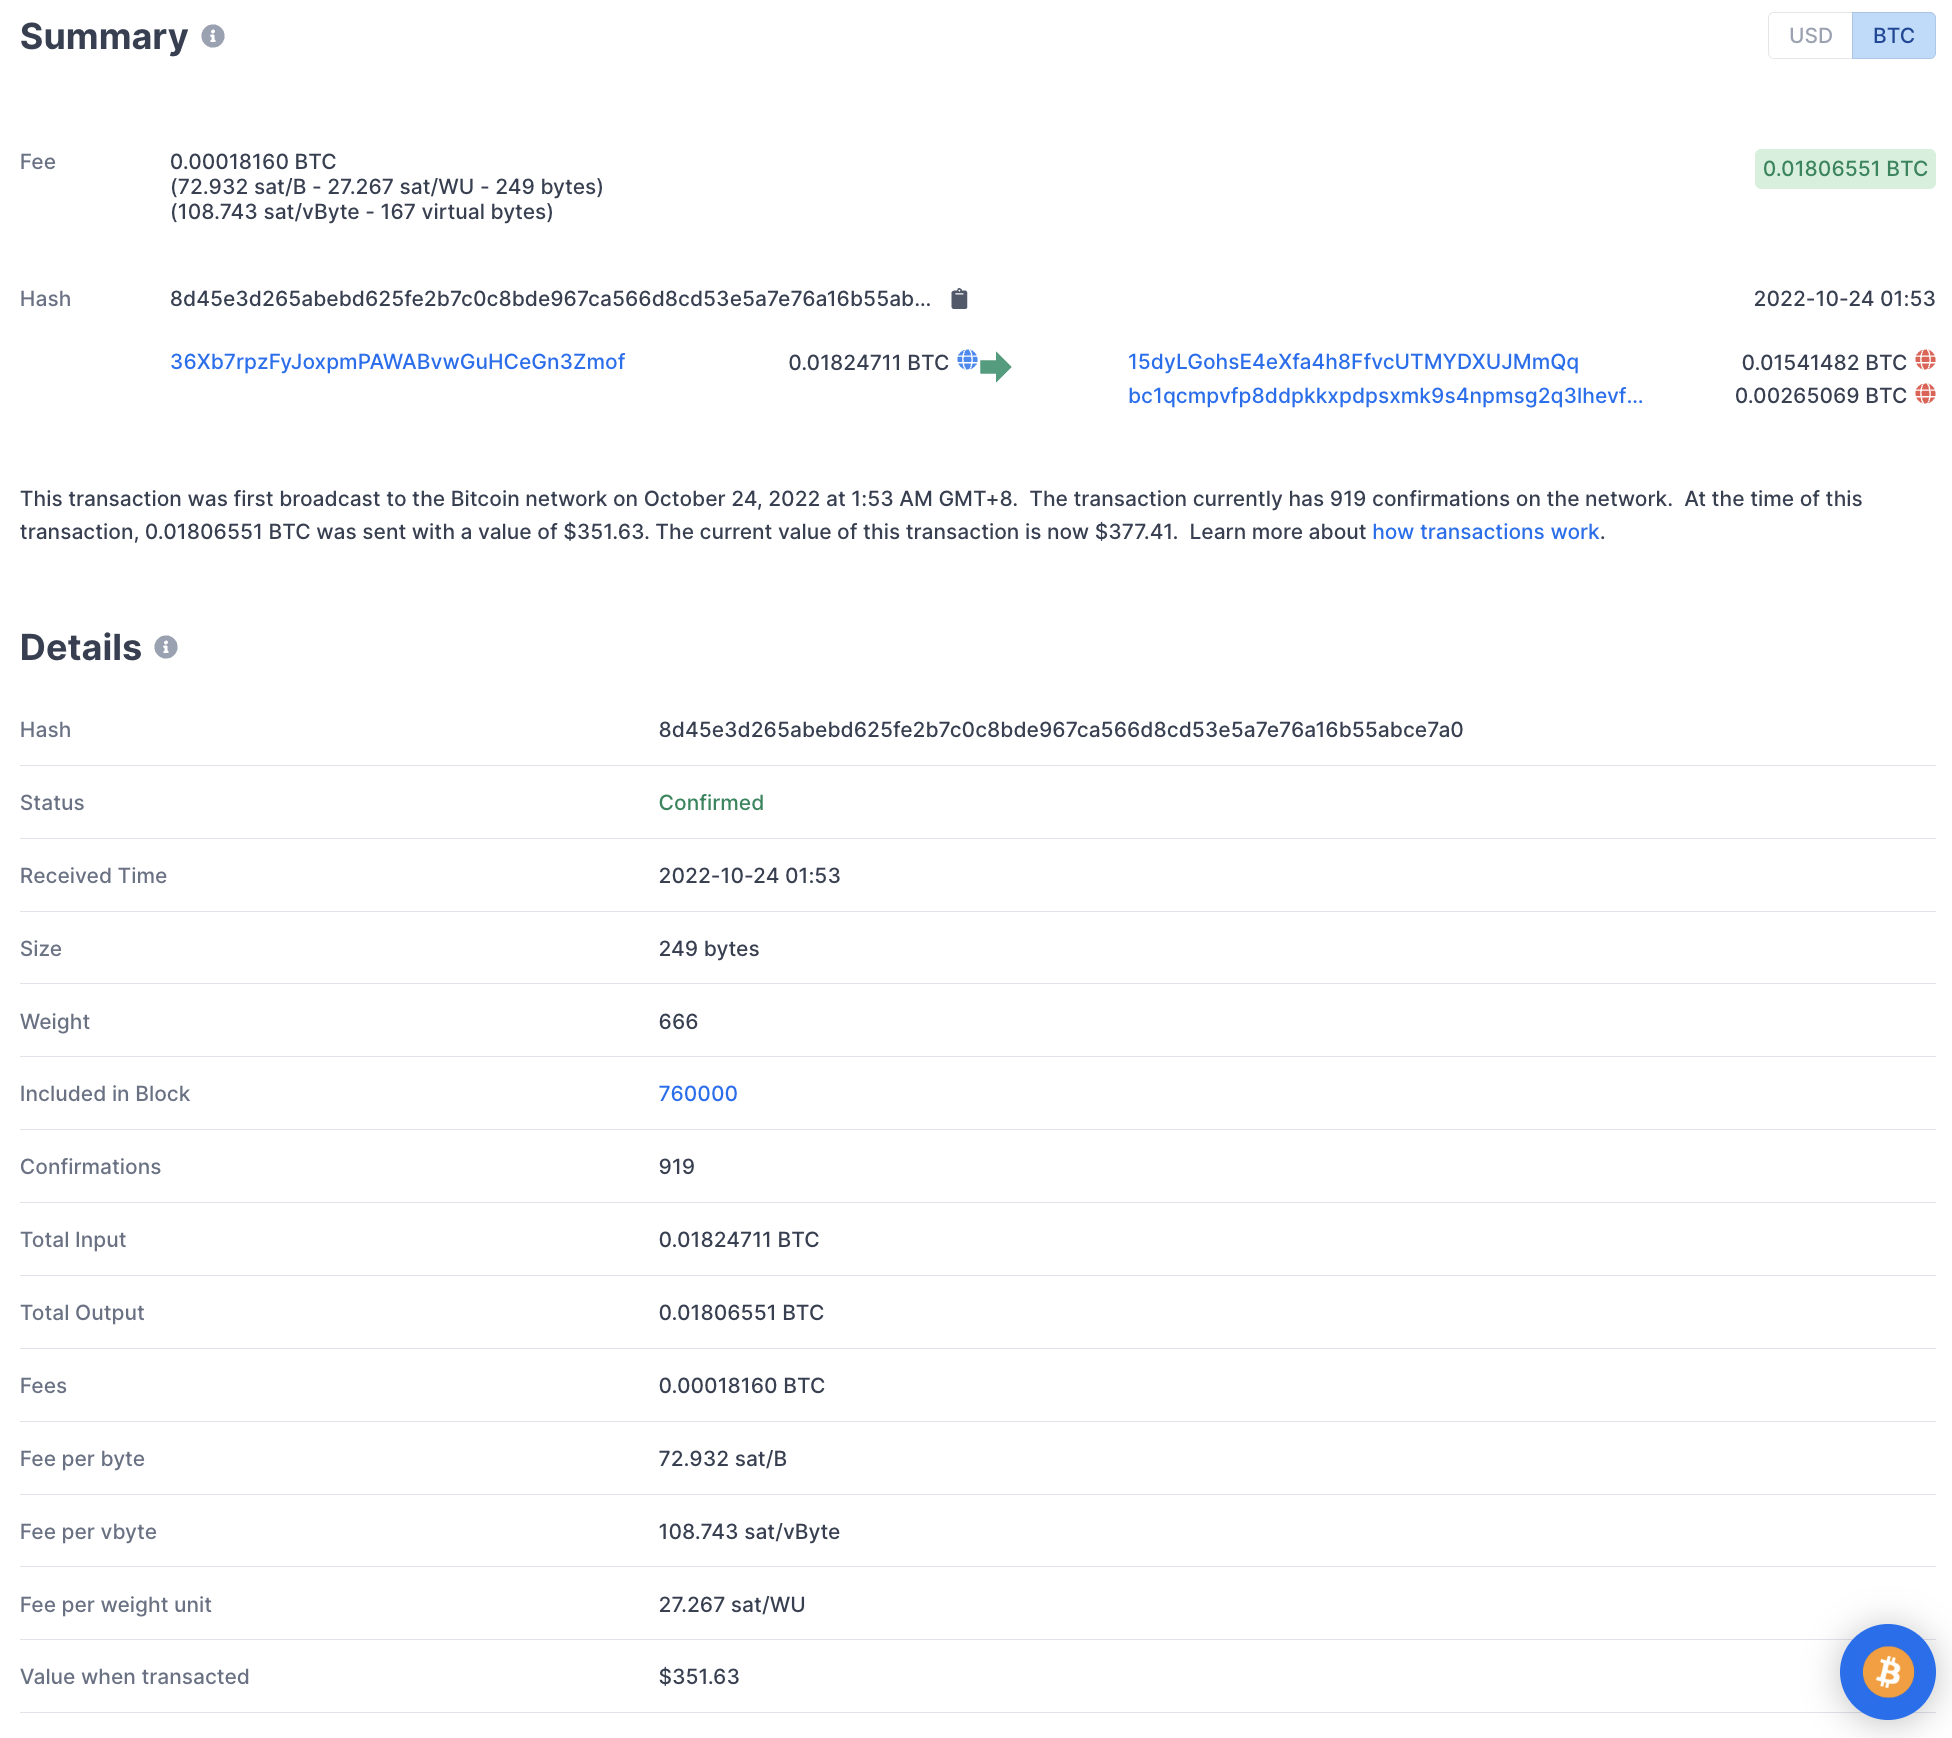 Summary
USD BTC
Fee
0.00018160 BTC
(72.932 sat/B - 27.267 sat/WU - 249 bytes)
(108.743 sat/vByte - 167 virtual bytes)
0.01806551 BTC
Hash
8d45e3d265abebd625fe2b7c0c8bde967ca566d8cd53e5a7e76a16b55ab...
2022-10-24 01:53
36Xb7rpzFyJoxpmPAWABvwGuHCeGn3Zmof 0.01824711 BTC
15dyLGohsE4eXfa4h8FfvcUTMYDXUJMmQq 0.01541482 BTC
bc1qcmpvfp8ddpkkxpdpsxmk9s4npmsg2q3lhevf... 0.00265069 BTC
This transaction was first broadcast to the Bitcoin network on October 24, 2022 at 1:53 AM GMT+8. The transaction currently has 919 confirmations on the network. At the time of this
transaction, 0.01806551 BTC was sent with a value of $351.63. The current value of this transaction is now $377.41. Learn more about how transactions work.
Details
Hash 8d45e3d265abebd625fe2b7c0c8bde967ca566d8cd53e5a7e76a16b55abce7a0
Status Confirmed
Received Time 2022-10-24 01:53
Size 249 bytes
Weight 666
Included in Block 760000
Confirmations 919
Total Input 0.01824711 BTC
Total Output 0.01806551 BTC
Fees 0.00018160 BTC
Fee per byte 72.932 sat/B
Fee per vbyte 108.743 sat/vByte
Fee per weight unit 27.267 sat/WU
Value when transacted $351.63